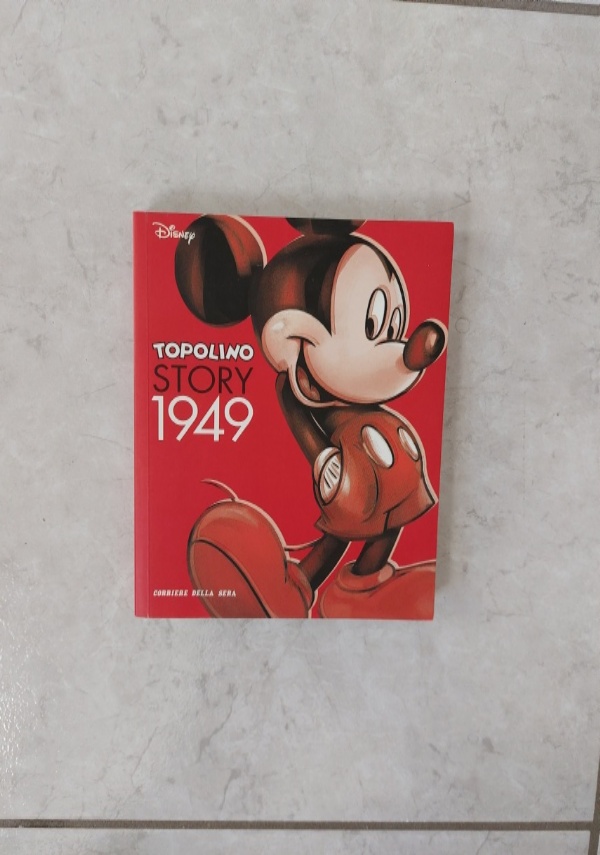 Disney
TOPOLINO
STORY
1949
CORRIERE DELLA SERA